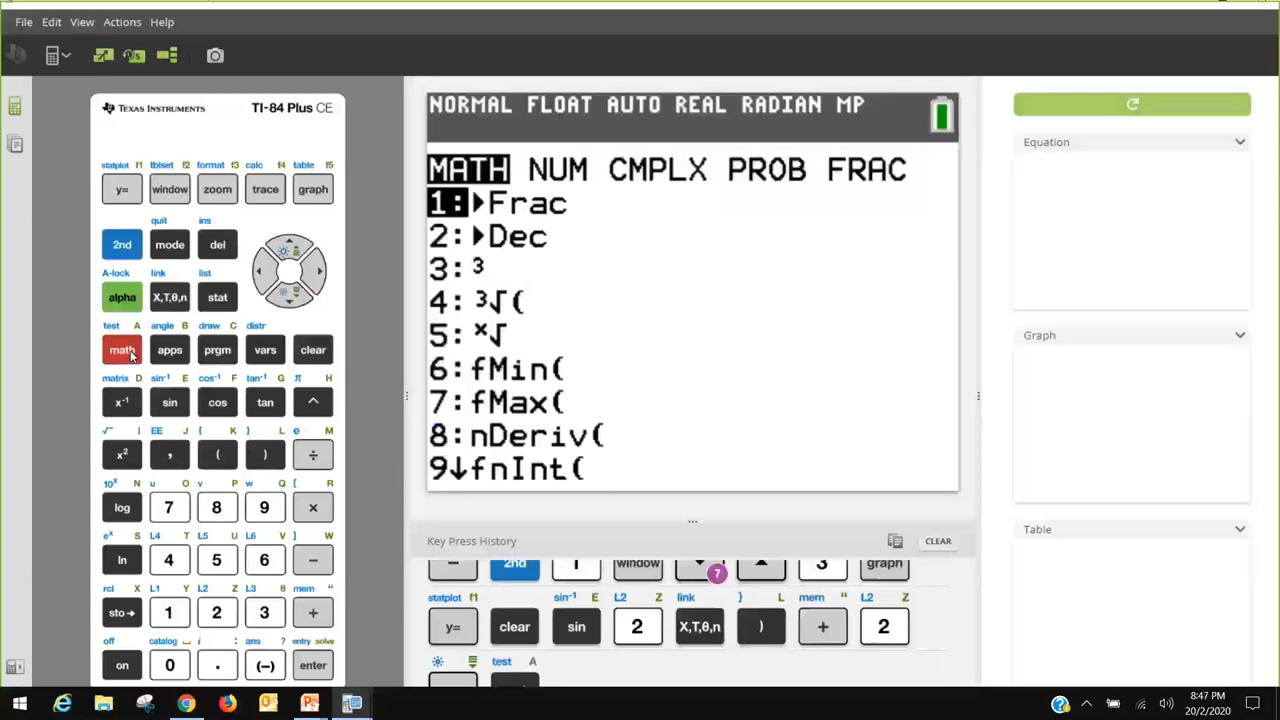 File Edit View Actions Help
TEXAS INSTRUMENTS TI-84 Plus CE
statplot f1 tblset f2 format f3 calc f4 table f5
y= window zoom trace graph
quit ins
2nd mode del
A-lock link list
alpha X,T,θ,n stat
test A angle B draw C distr
math apps prgm vars clear
matrix D sin⁻¹ E cos⁻¹ F tan⁻¹ G π H
x⁻¹ sin cos tan ^
√ I EE J { K } L e M
x² , ( ) ÷
10ˣ N u O v P w Q [ R
log 7 8 9 ×
eˣ S L4 T L5 U L6 V ] W
ln 4 5 6 −
rcl X L1 Y L2 Z L3 θ mem “
sto→ 1 2 3 +
off catalog ⎵ i : ans ? entry solve
on 0 . (−) enter
NORMAL FLOAT AUTO REAL RADIAN MP
MATH NUM CMPLX PROB FRAC
1:▸Frac
2:▸Dec
3:³
4:³√(
5:ˣ√
6:fMin(
7:fMax(
8:nDeriv(
9↓fnInt(
Key Press History
CLEAR
− 2nd 1 window 7 3 graph
statplot f1 sin⁻¹ E L2 Z link } L mem “ L2 Z
y= clear sin 2 X,T,θ,n ) + 2
test A
Equation
Graph
Table
8:47 PM
20/2/2020